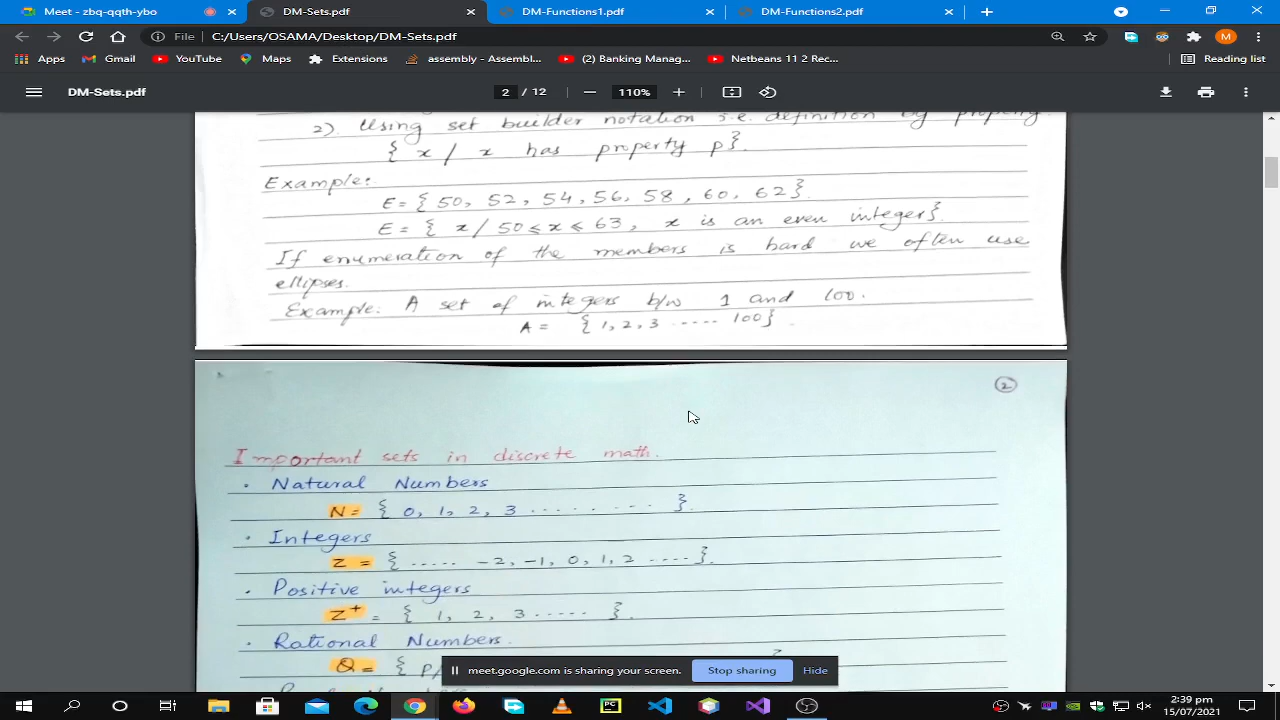 Meet - zbq-qqth-ybo
DM-Sets.pdf
DM-Functions1.pdf
DM-Functions2.pdf
File
C:/Users/OSAMA/Desktop/DM-Sets.pdf
M
Apps
Gmail
YouTube
Maps
Extensions
assembly - Assembl...
(2) Banking Manag...
Netbeans 11 2 Rec...
Reading list
DM-Sets.pdf
2 / 12
110%
2). Using set builder notation i.e. definition by property.
{ x / x has property p}.
Example:
E = { 50, 52, 54, 56, 58, 60, 62}
E = { x / 50 ≤ x ≤ 63, x is an even integer}.
If enumeration of the members is hard we often use
ellipses.
Example: A set of integers b/w 1 and 100.
A = { 1, 2, 3 ..... 100}
2
Important sets in discrete math.
· Natural Numbers
N = { 0, 1, 2, 3 ......... }.
· Integers
Z = { ..... -2, -1, 0, 1, 2 ....}.
· Positive integers
Z+ = { 1, 2, 3 ..... }.
· Rational Numbers.
Q = { P/
meet.google.com is sharing your screen.
Stop sharing
Hide
2:39 pm
15/07/2021